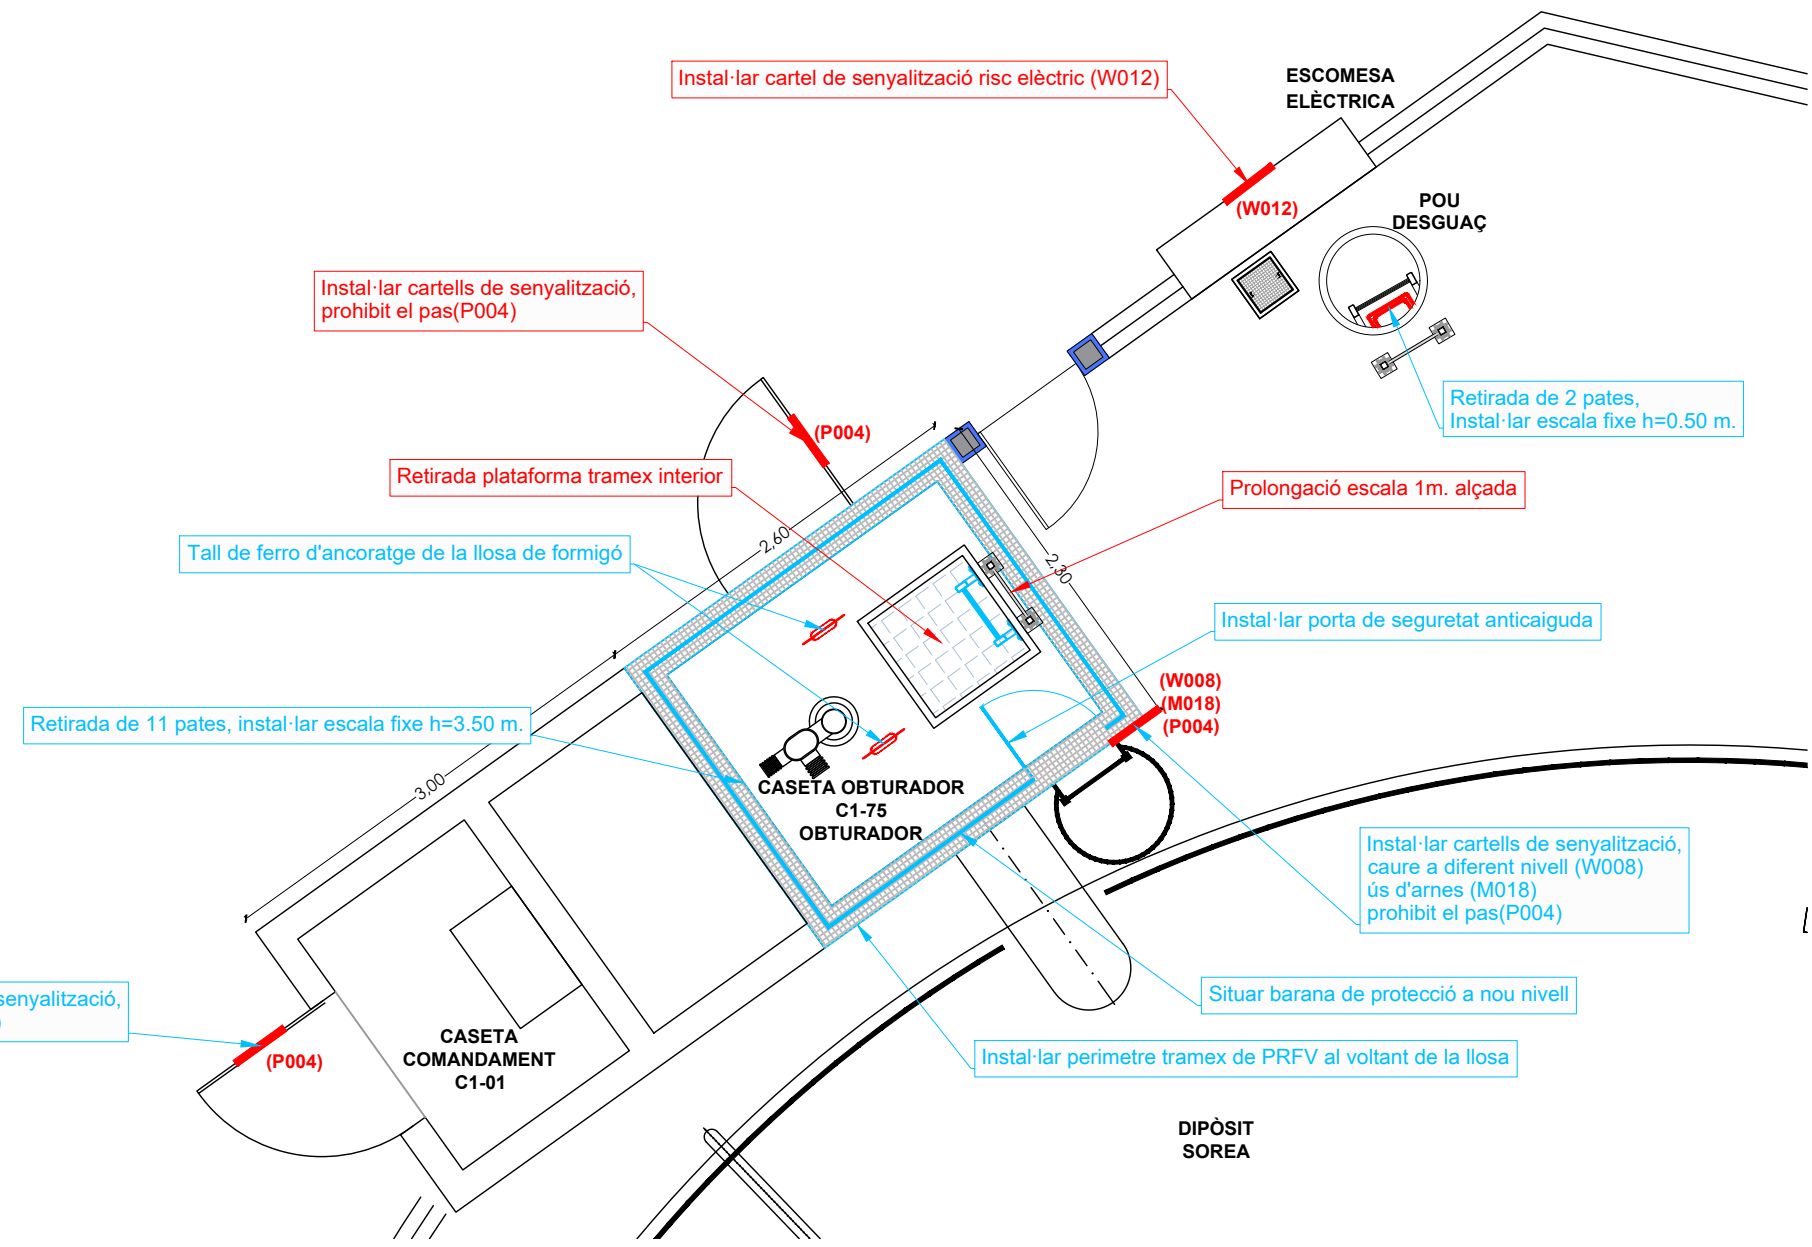 ESCOMESA
ELÈCTRICA
Instal·lar cartel de senyalització risc elèctric (W012)
(W012)
POU
DESGUAÇ
Instal·lar cartells de senyalització,
prohibit el pas(P004)
(P004)
Retirada de 2 pates,
Instal·lar escala fixe h=0.50 m.
Retirada plataforma tramex interior
Prolongació escala 1m. alçada
Tall de ferro d'ancoratge de la llosa de formigó
2,60
2,30
Instal·lar porta de seguretat anticaiguda
(W008)
(M018)
(P004)
Retirada de 11 pates, instal·lar escala fixe h=3.50 m.
3,00
CASETA OBTURADOR
C1-75
OBTURADOR
Instal·lar cartells de senyalització,
caure a diferent nivell (W008)
ús d'arnes (M018)
prohibit el pas(P004)
Situar barana de protecció a nou nivell
senyalització,
)
(P004)
CASETA
COMANDAMENT
C1-01
Instal·lar perimetre tramex de PRFV al voltant de la llosa
DIPÒSIT
SOREA